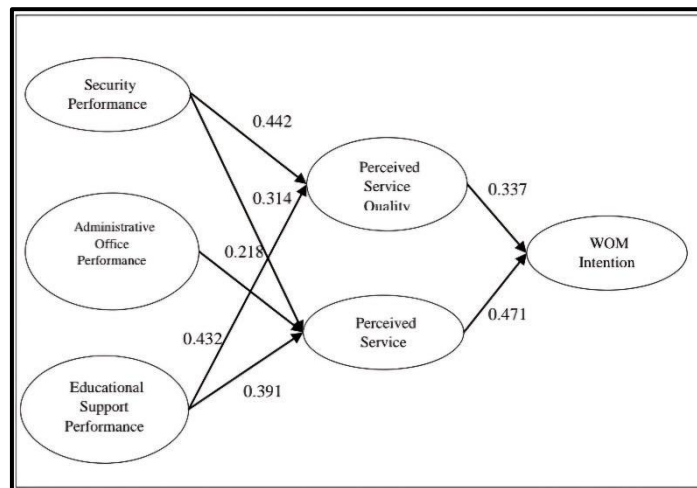 Security
Performance
0.442
Perceived
Service
Quality
0.337
0.314
Administrative
Office
Performance
0.218
WOM
Intention
0.471
Perceived
Service
0.432
0.391
Educational
Support
Performance